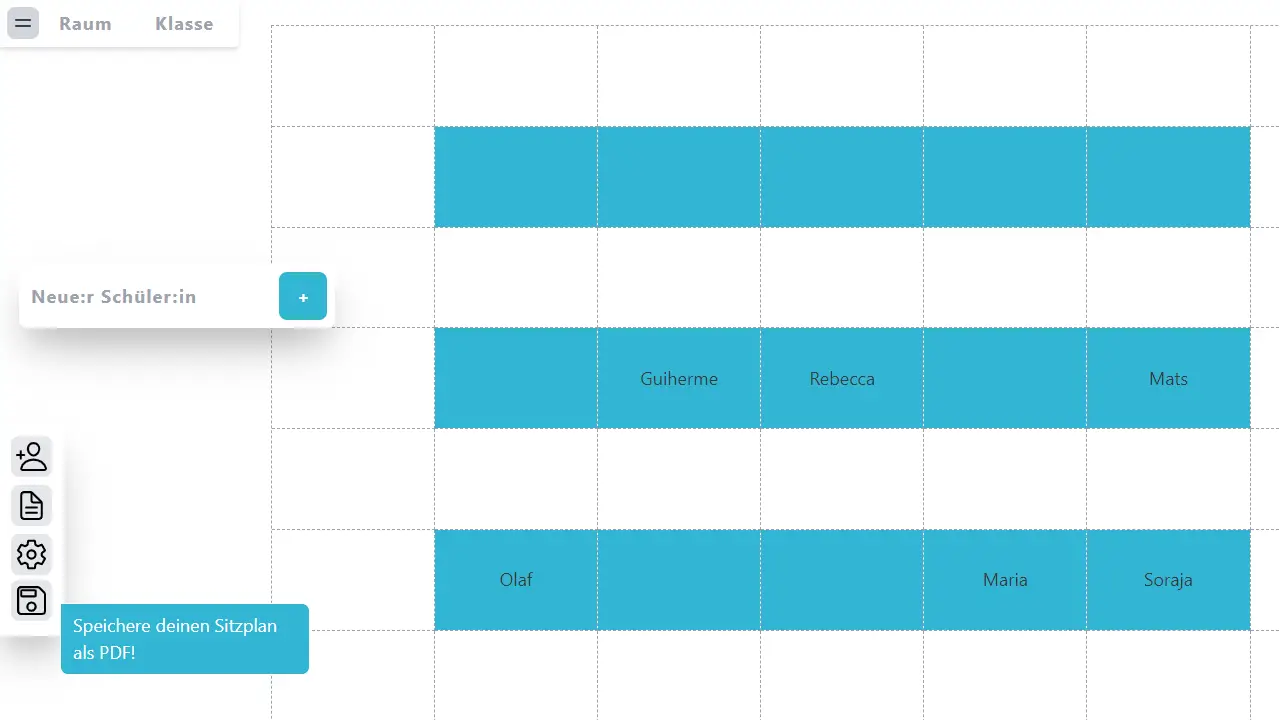 Raum Klasse
Neue:r Schüler:in +
Guiherme Rebecca Mats
Olaf Maria Soraja
Speichere deinen Sitzplan
als PDF!